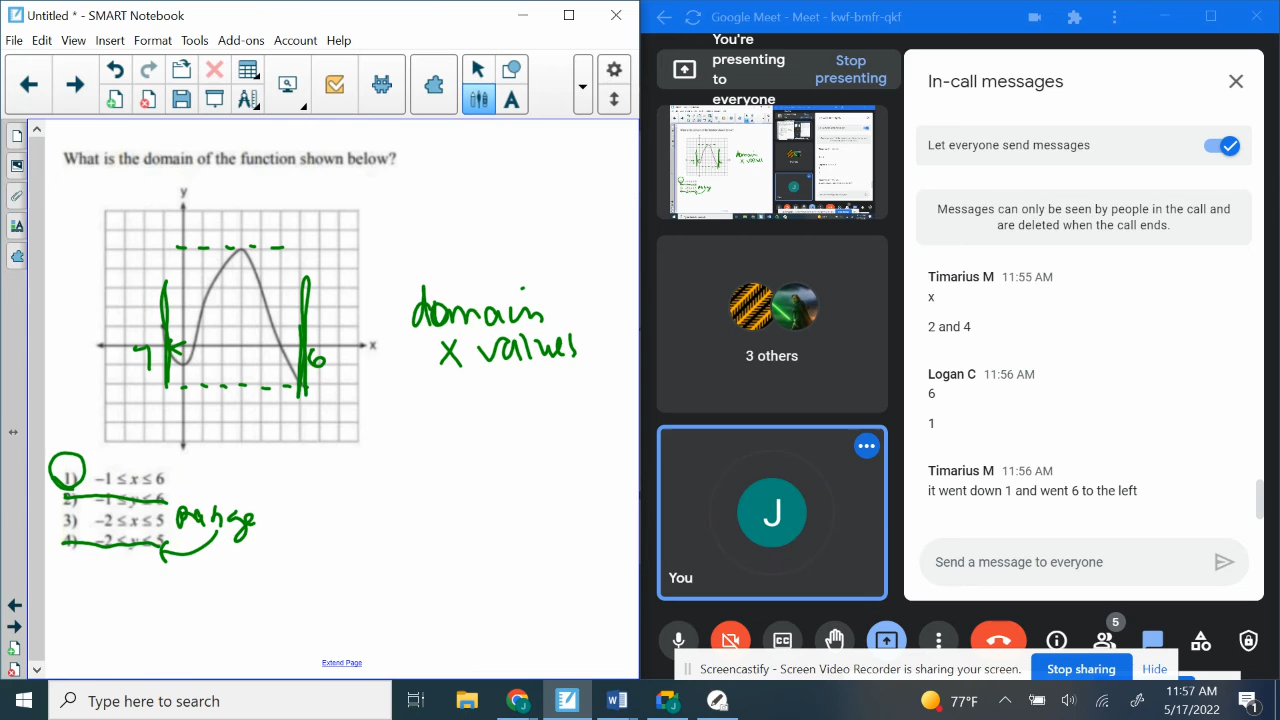 Untitled * - SMART Notebook
File Edit View Insert Format Tools Add-ons Account Help
What is the domain of the function shown below?
y
x
6
domain
x values
1) −1 ≤ x ≤ 6
2) −1 ≤ y ≤ 6
3) −2 ≤ x ≤ 5
range
4) −2 ≤ y ≤ 5
Extend Page
Google Meet - Meet - kwf-bmfr-qkf
You're
presenting
to
everyone
Stop
presenting
3 others
J
You
In-call messages
Let everyone send messages
Messages can only be seen by people in the call and
are deleted when the call ends.
Timarius M 11:55 AM
x
2 and 4
Logan C 11:56 AM
6
1
Timarius M 11:56 AM
it went down 1 and went 6 to the left
Send a message to everyone
5
Screencastify - Screen Video Recorder is sharing your screen.
Stop sharing
Hide
Type here to search
77°F
11:57 AM
5/17/2022
1